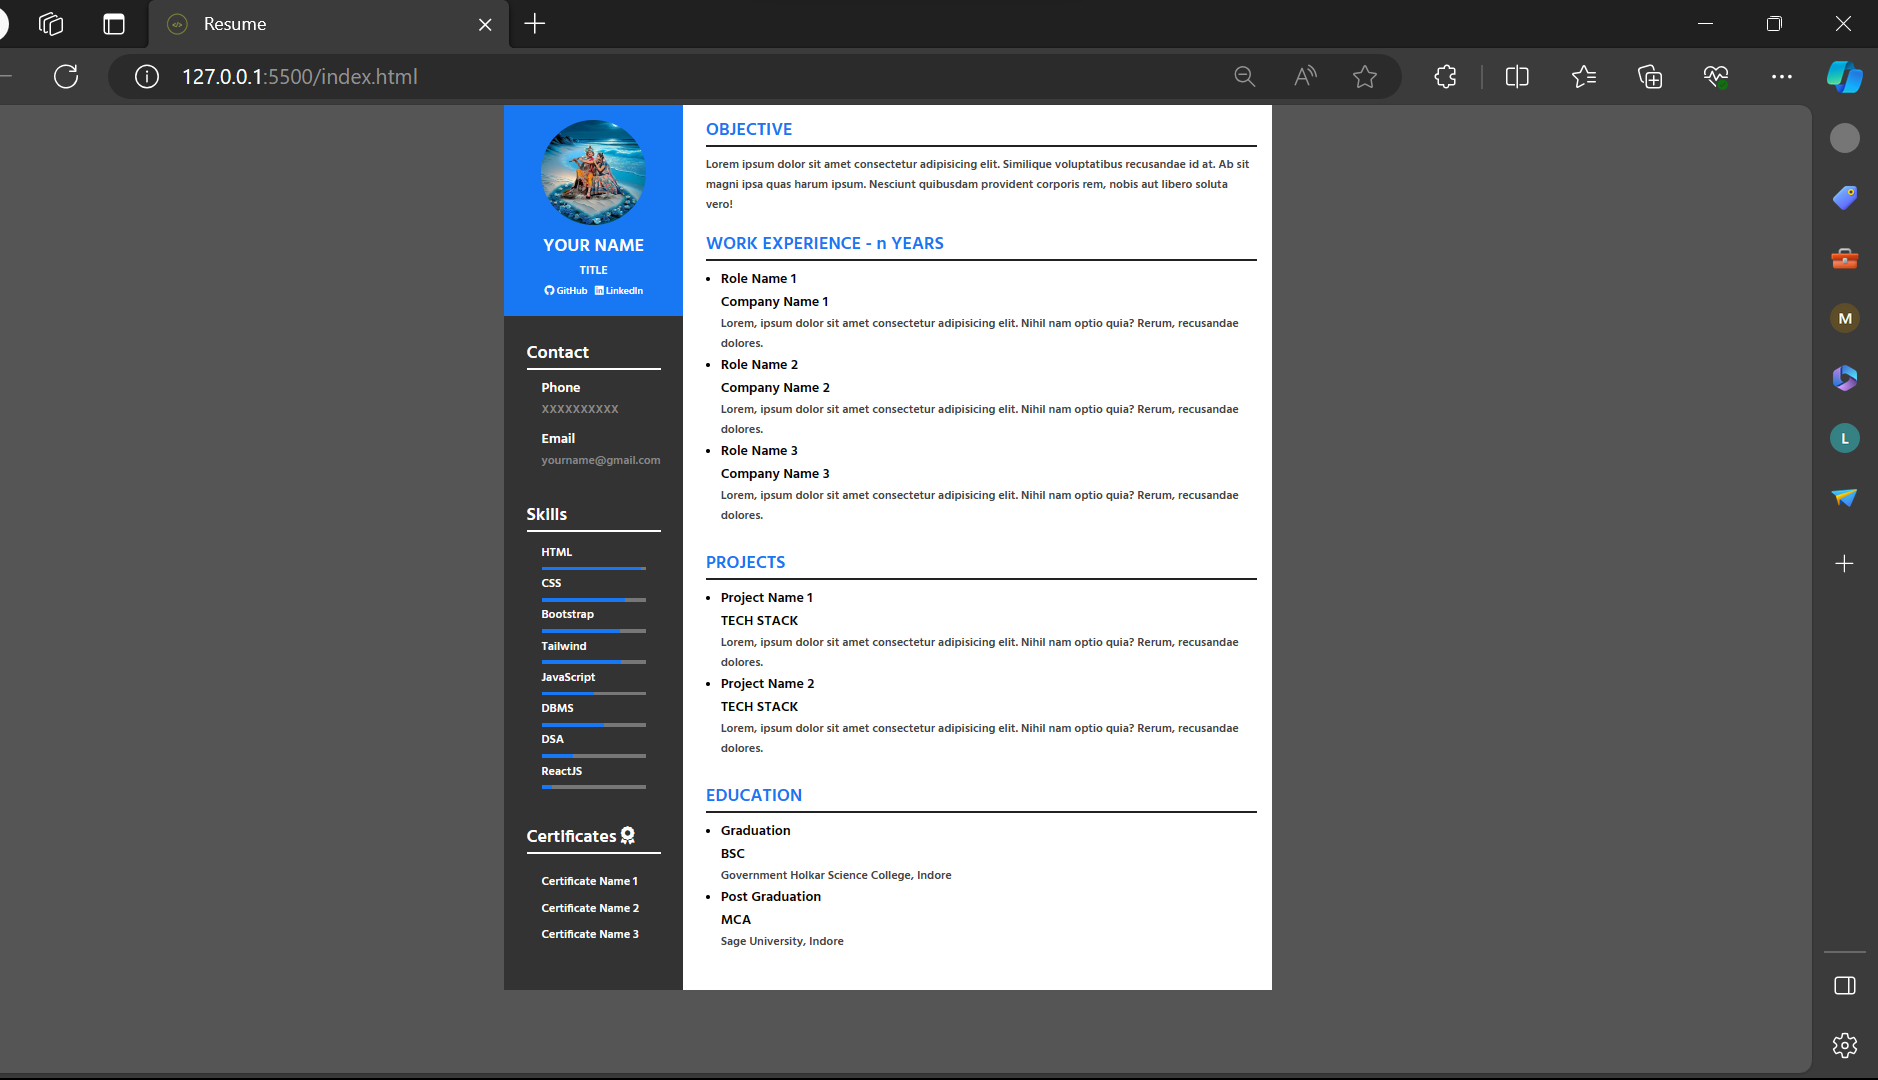 Resume
127.0.0.1:5500/index.html
YOUR NAME
TITLE
GitHub LinkedIn
Contact
Phone
XXXXXXXXXX
Email
yourname@gmail.com
Skills
HTML
CSS
Bootstrap
Tailwind
JavaScript
DBMS
DSA
ReactJS
Certificates
Certificate Name 1
Certificate Name 2
Certificate Name 3
OBJECTIVE
Lorem ipsum dolor sit amet consectetur adipisicing elit. Similique voluptatibus recusandae id at. Ab sit
magni ipsa quas harum ipsum. Nesciunt quibusdam provident corporis rem, nobis aut libero soluta
vero!
WORK EXPERIENCE - n YEARS
• Role Name 1
Company Name 1
Lorem, ipsum dolor sit amet consectetur adipisicing elit. Nihil nam optio quia? Rerum, recusandae
dolores.
• Role Name 2
Company Name 2
Lorem, ipsum dolor sit amet consectetur adipisicing elit. Nihil nam optio quia? Rerum, recusandae
dolores.
• Role Name 3
Company Name 3
Lorem, ipsum dolor sit amet consectetur adipisicing elit. Nihil nam optio quia? Rerum, recusandae
dolores.
PROJECTS
• Project Name 1
TECH STACK
Lorem, ipsum dolor sit amet consectetur adipisicing elit. Nihil nam optio quia? Rerum, recusandae
dolores.
• Project Name 2
TECH STACK
Lorem, ipsum dolor sit amet consectetur adipisicing elit. Nihil nam optio quia? Rerum, recusandae
dolores.
EDUCATION
• Graduation
BSC
Government Holkar Science College, Indore
• Post Graduation
MCA
Sage University, Indore
M
L